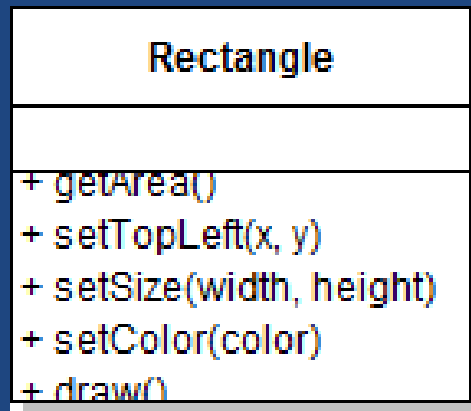 Rectangle
+ getArea()
+ setTopLeft(x, y)
+ setSize(width, height)
+ setColor(color)
+ draw()